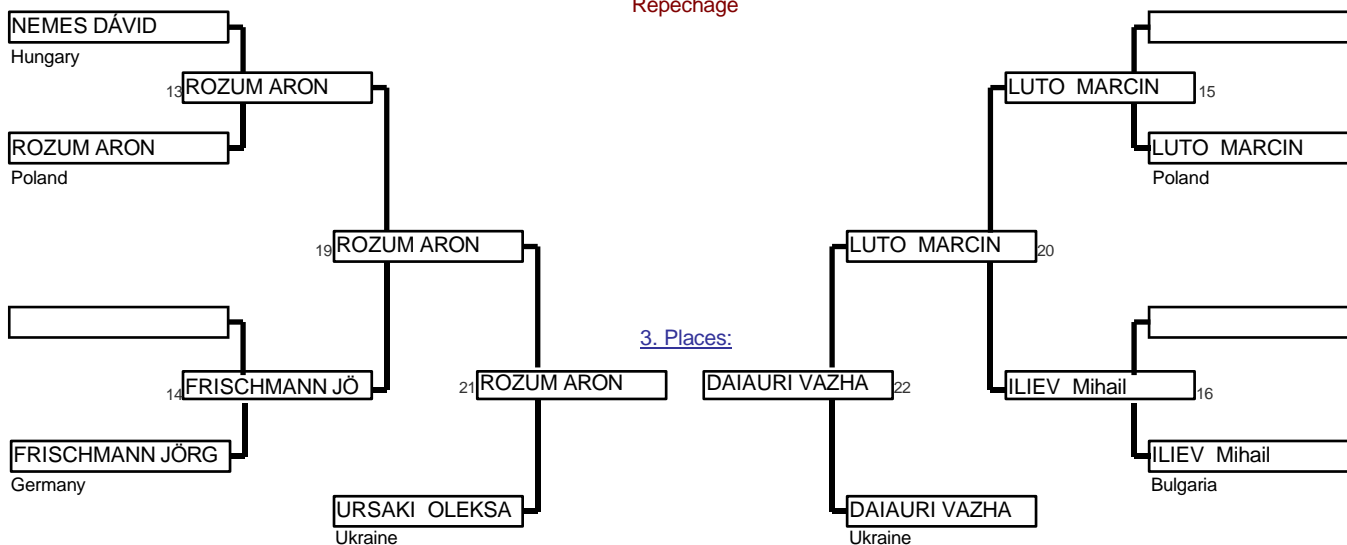 Repechage
NEMES DÁVID
Hungary
13 ROZUM ARON
LUTO MARCIN 15
ROZUM ARON
Poland
LUTO MARCIN
Poland
19 ROZUM ARON
LUTO MARCIN 20
3. Places:
14 FRISCHMANN JÖ
21 ROZUM ARON
DAIAURI VAZHA 22
ILIEV Mihail 16
FRISCHMANN JÖRG
Germany
ILIEV Mihail
Bulgaria
URSAKI OLEKSA
Ukraine
DAIAURI VAZHA
Ukraine